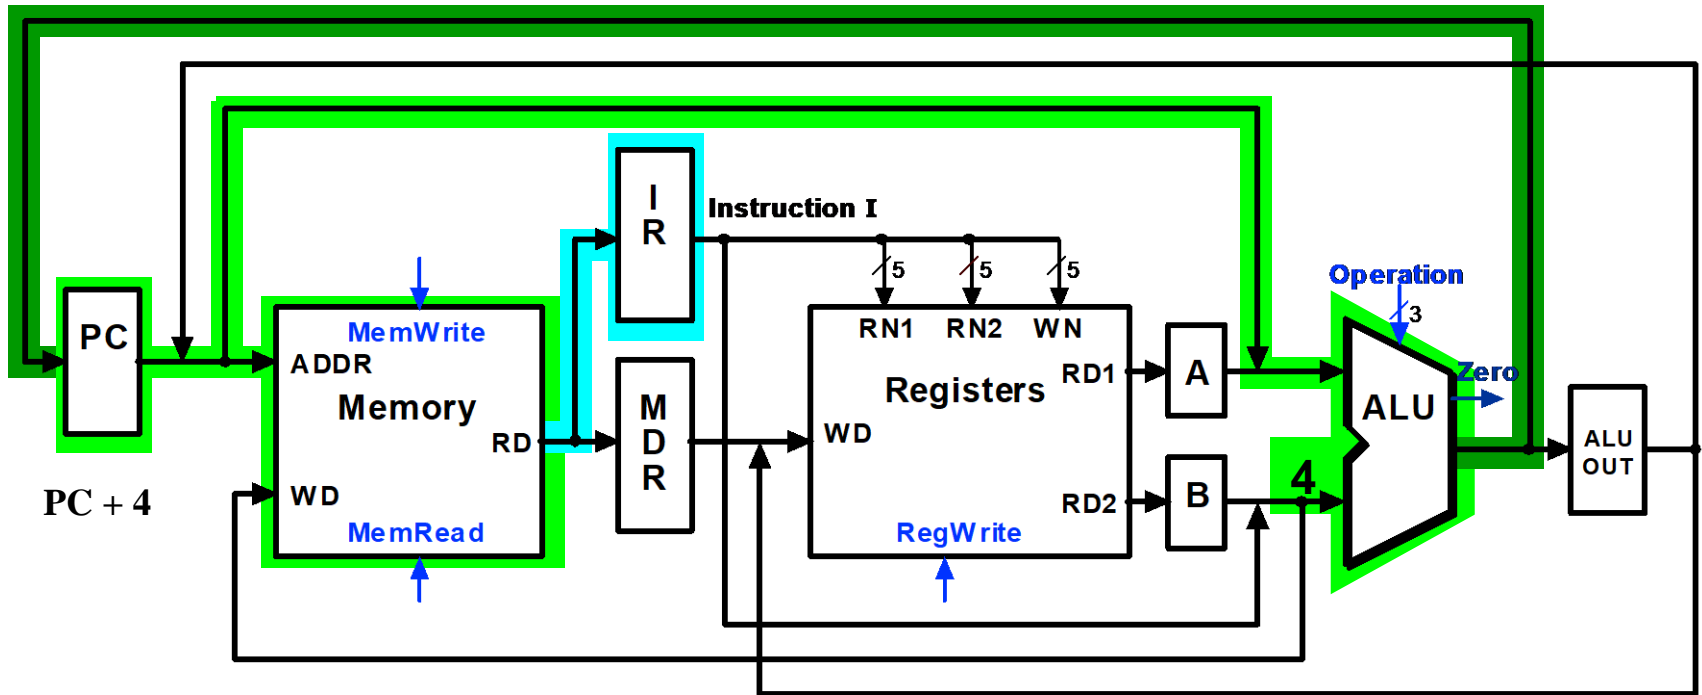 I
R
Instruction I
5
5
5
Operation
3
PC
MemWrite
RN1 RN2 WN
ADDR
Memory
RD1
A
Zero
Registers
M
D
R
ALU
RD
WD
ALU
OUT
4
WD
PC + 4
RD2
B
MemRead
RegWrite